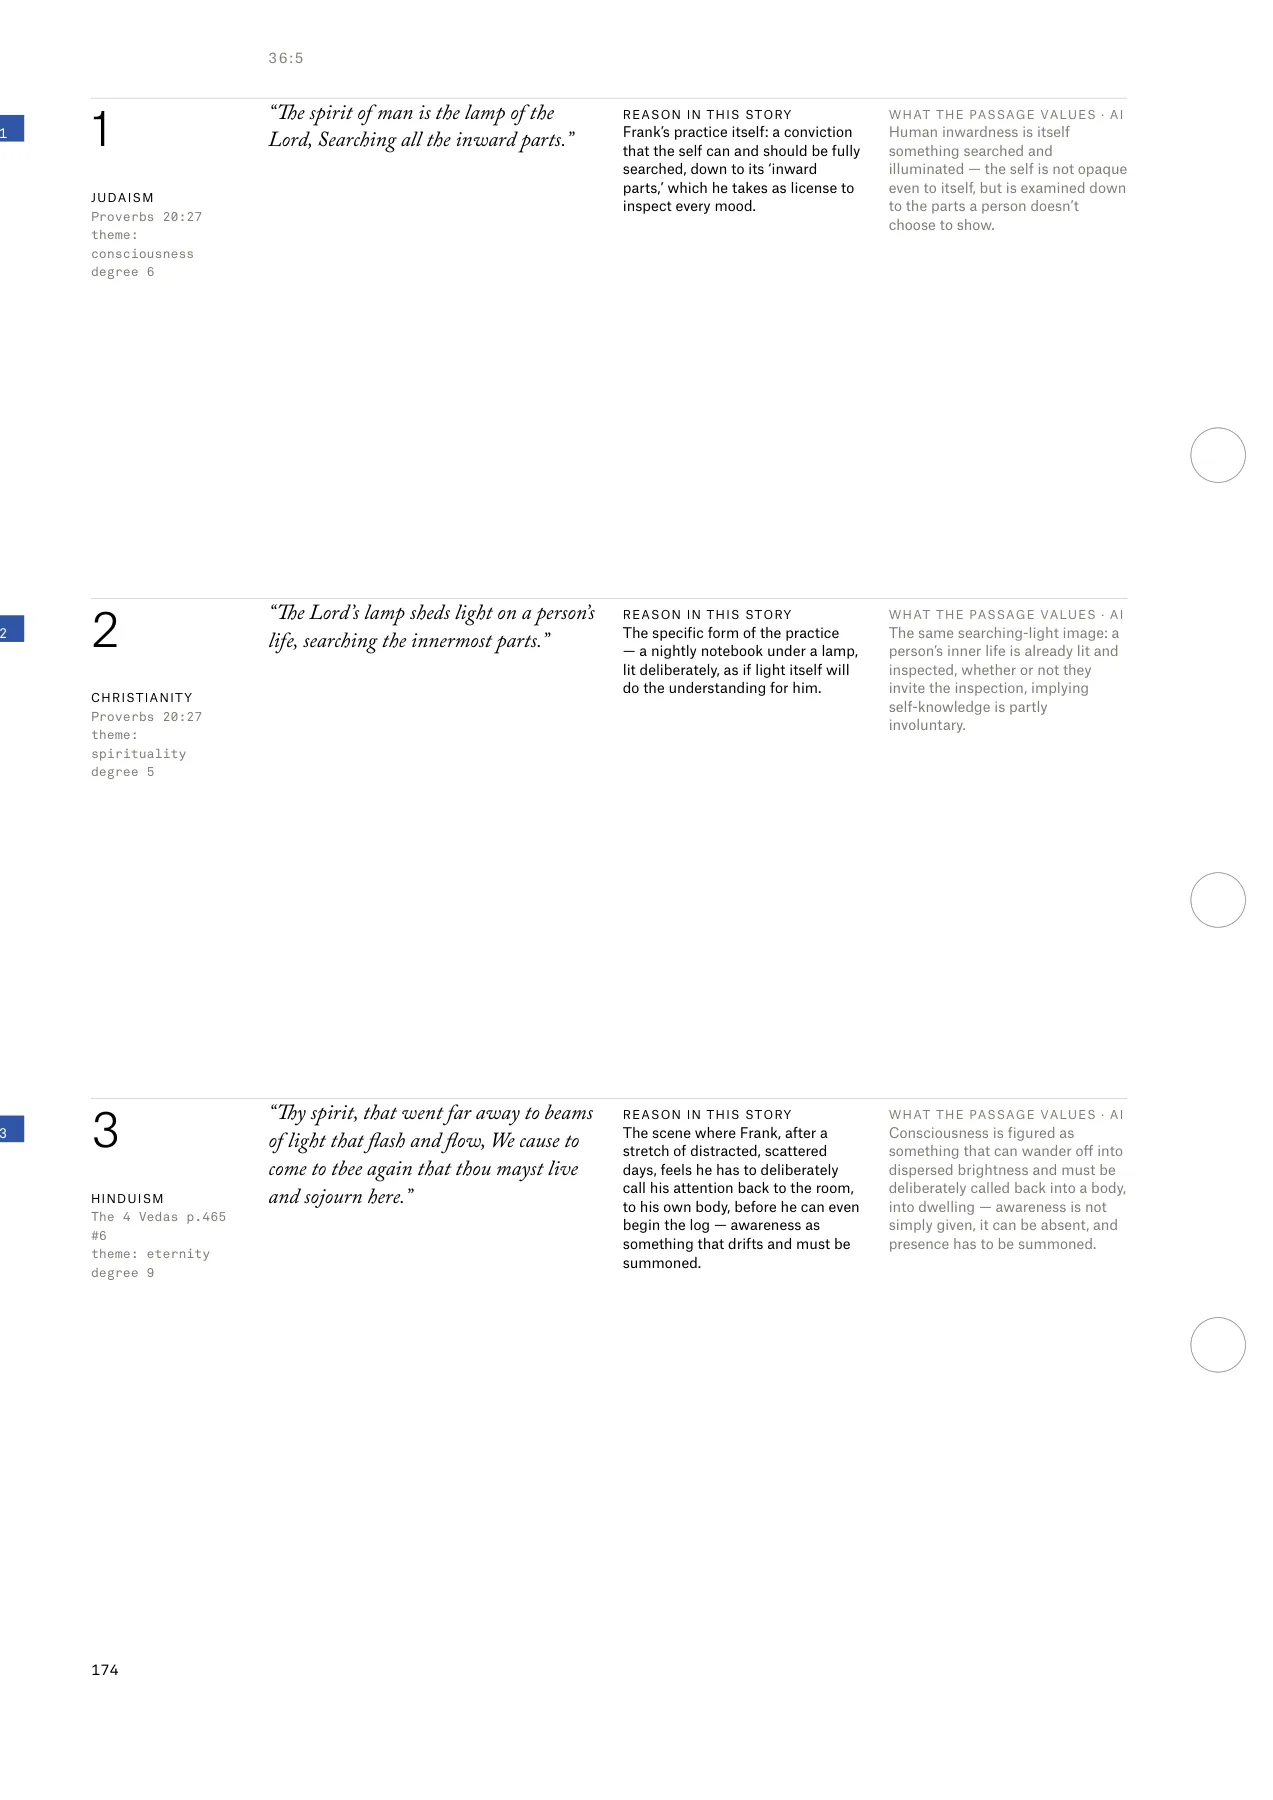 36:5
1
1
“The spirit of man is the lamp of the
Lord, Searching all the inward parts.”
JUDAISM
Proverbs 20:27
theme:
consciousness
degree 6
REASON IN THIS STORY
Frank’s practice itself: a conviction
that the self can and should be fully
searched, down to its ‘inward
parts,’ which he takes as license to
inspect every mood.
WHAT THE PASSAGE VALUES · AI
Human inwardness is itself
something searched and
illuminated — the self is not opaque
even to itself, but is examined down
to the parts a person doesn’t
choose to show.
2
2
“The Lord’s lamp sheds light on a person’s
life, searching the innermost parts.”
CHRISTIANITY
Proverbs 20:27
theme:
spirituality
degree 5
REASON IN THIS STORY
The specific form of the practice
— a nightly notebook under a lamp,
lit deliberately, as if light itself will
do the understanding for him.
WHAT THE PASSAGE VALUES · AI
The same searching-light image: a
person’s inner life is already lit and
inspected, whether or not they
invite the inspection, implying
self-knowledge is partly
involuntary.
3
3
“Thy spirit, that went far away to beams
of light that flash and flow, We cause to
come to tbee again that thou mayst live
and sojourn here.”
HINDUISM
The 4 Vedas p.465
#6
theme: eternity
degree 9
REASON IN THIS STORY
The scene where Frank, after a
stretch of distracted, scattered
days, feels he has to deliberately
call his attention back to the room,
to his own body, before he can even
begin the log — awareness as
something that drifts and must be
summoned.
WHAT THE PASSAGE VALUES · AI
Consciousness is figured as
something that can wander off into
dispersed brightness and must be
deliberately called back into a body,
into dwelling — awareness is not
simply given, it can be absent, and
presence has to be summoned.
174